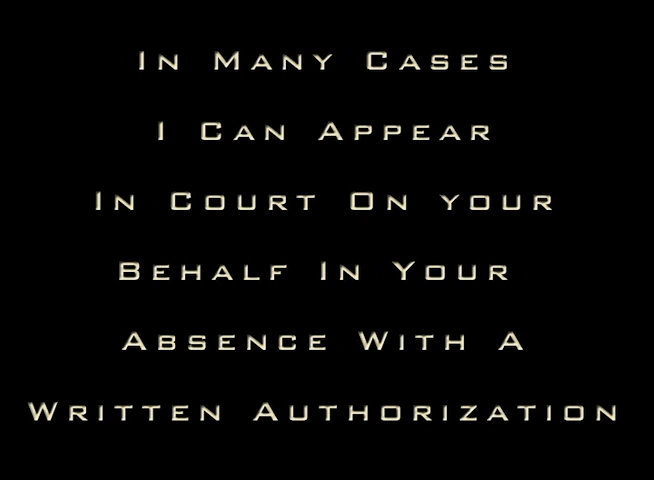 In Many Cases
I Can Appear
In Court On your
Behalf In Your
Absence With A
Written Authorization